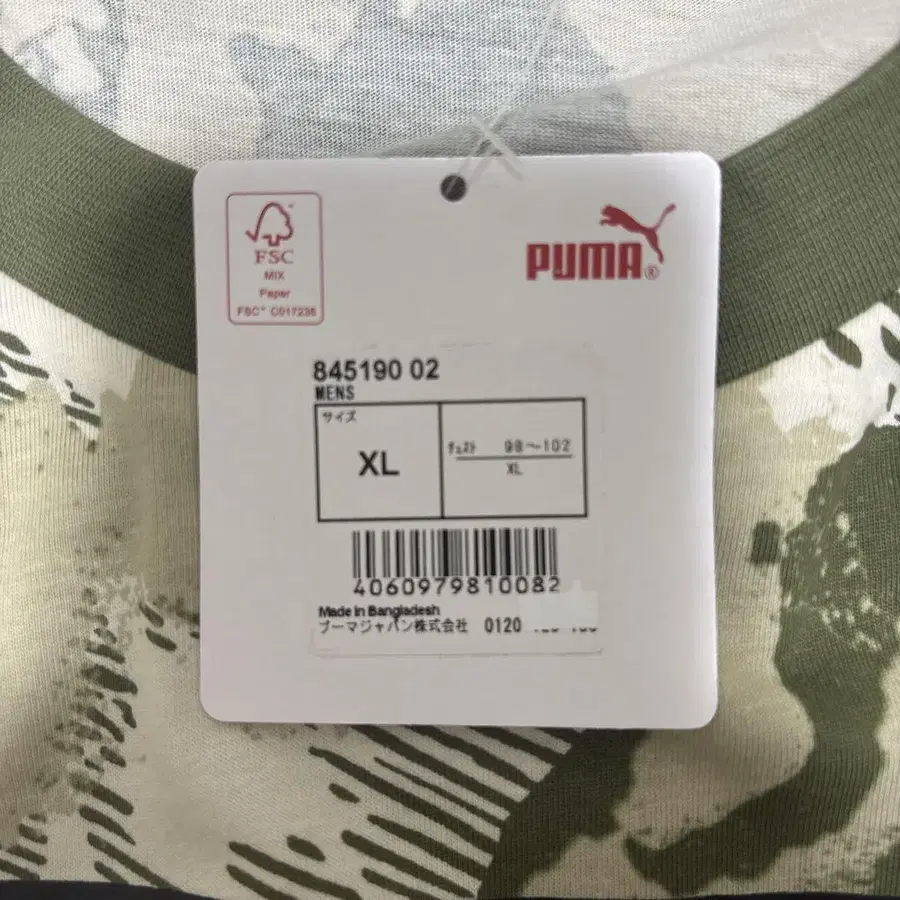 FSC
MIX
Paper
FSC® C017236
PUMA®
845190 02
MENS
サイズ
XL
チェスト 98～102
XL
4060979810082
Made in Bangladesh
プーマジャパン株式会社 0120